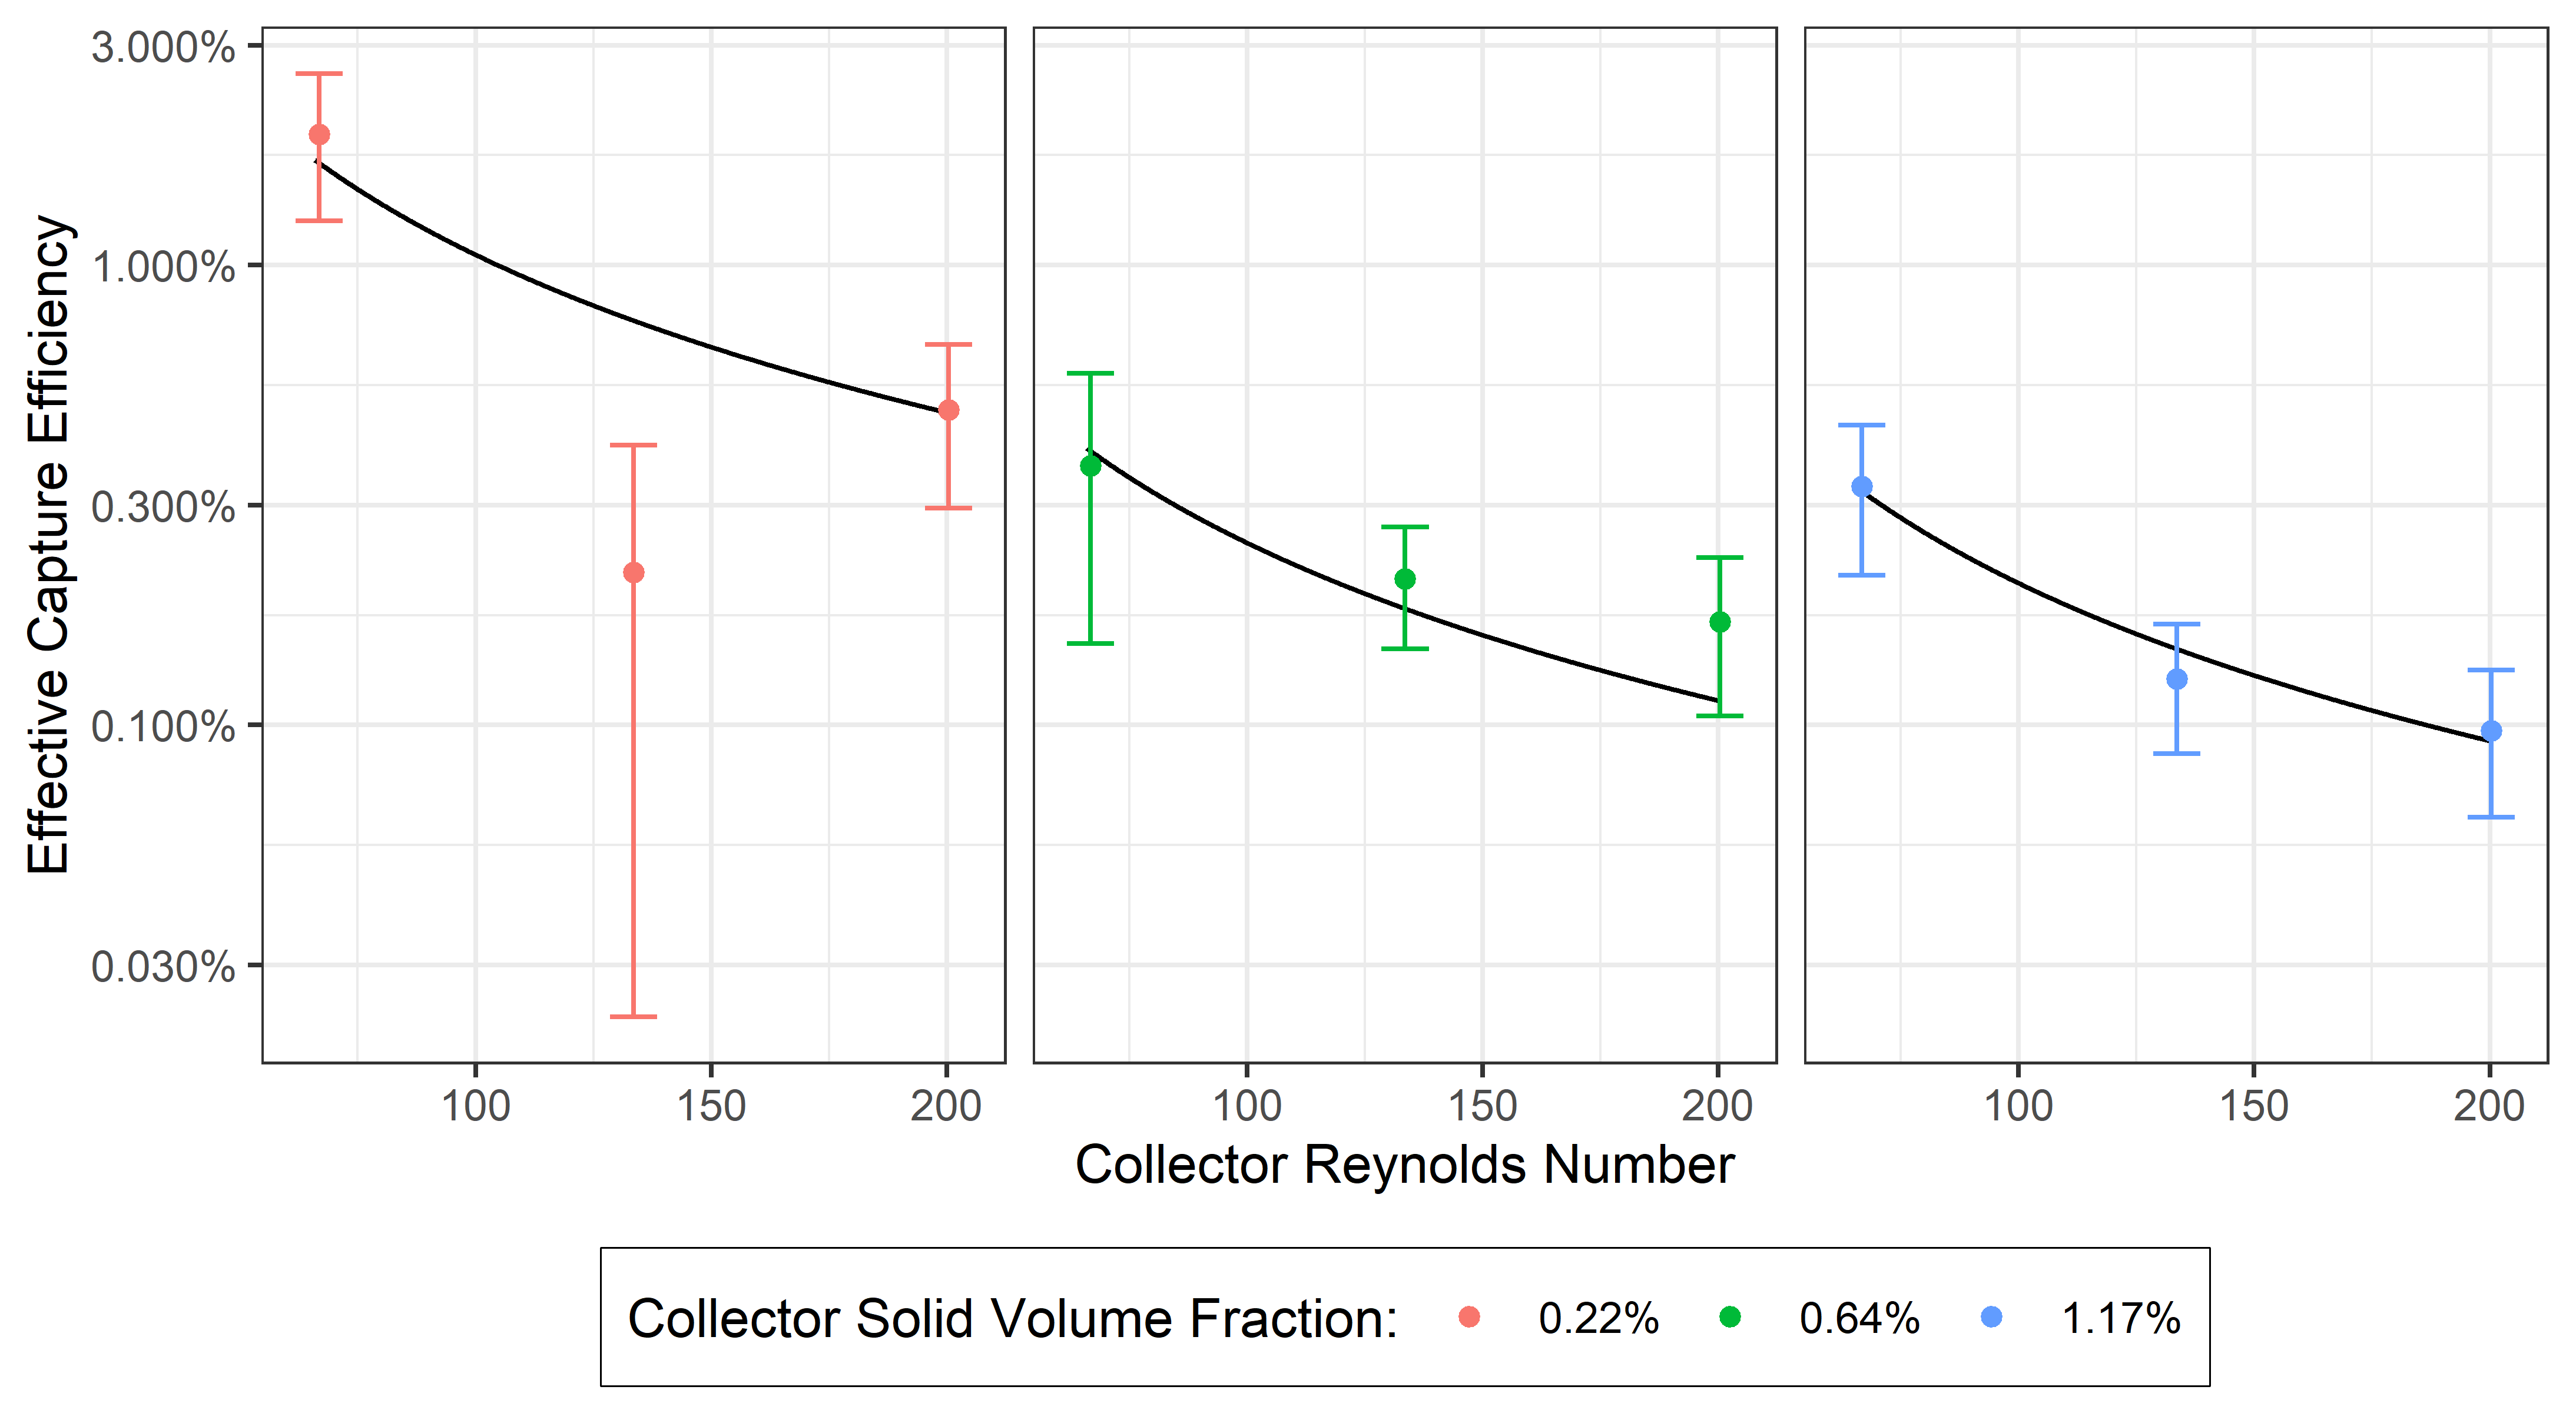 Effective Capture Efficiency
3.000%
1.000%
0.300%
0.100%
0.030%
100 150 200 100 150 200 100 150 200
Collector Reynolds Number
Collector Solid Volume Fraction: 0.22% 0.64% 1.17%